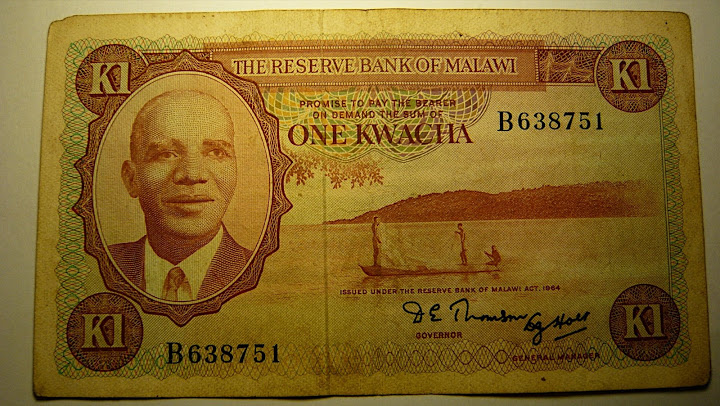 K1
THE RESERVE BANK OF MALAWI
K1
PROMISE TO PAY THE BEARER
ON DEMAND THE SUM OF
ONE KWACHA
B638751
ISSUED UNDER THE RESERVE BANK OF MALAWI ACT, 1964
D E Thomson
GOVERNOR
GENERAL MANAGER
K1
B638751
K1